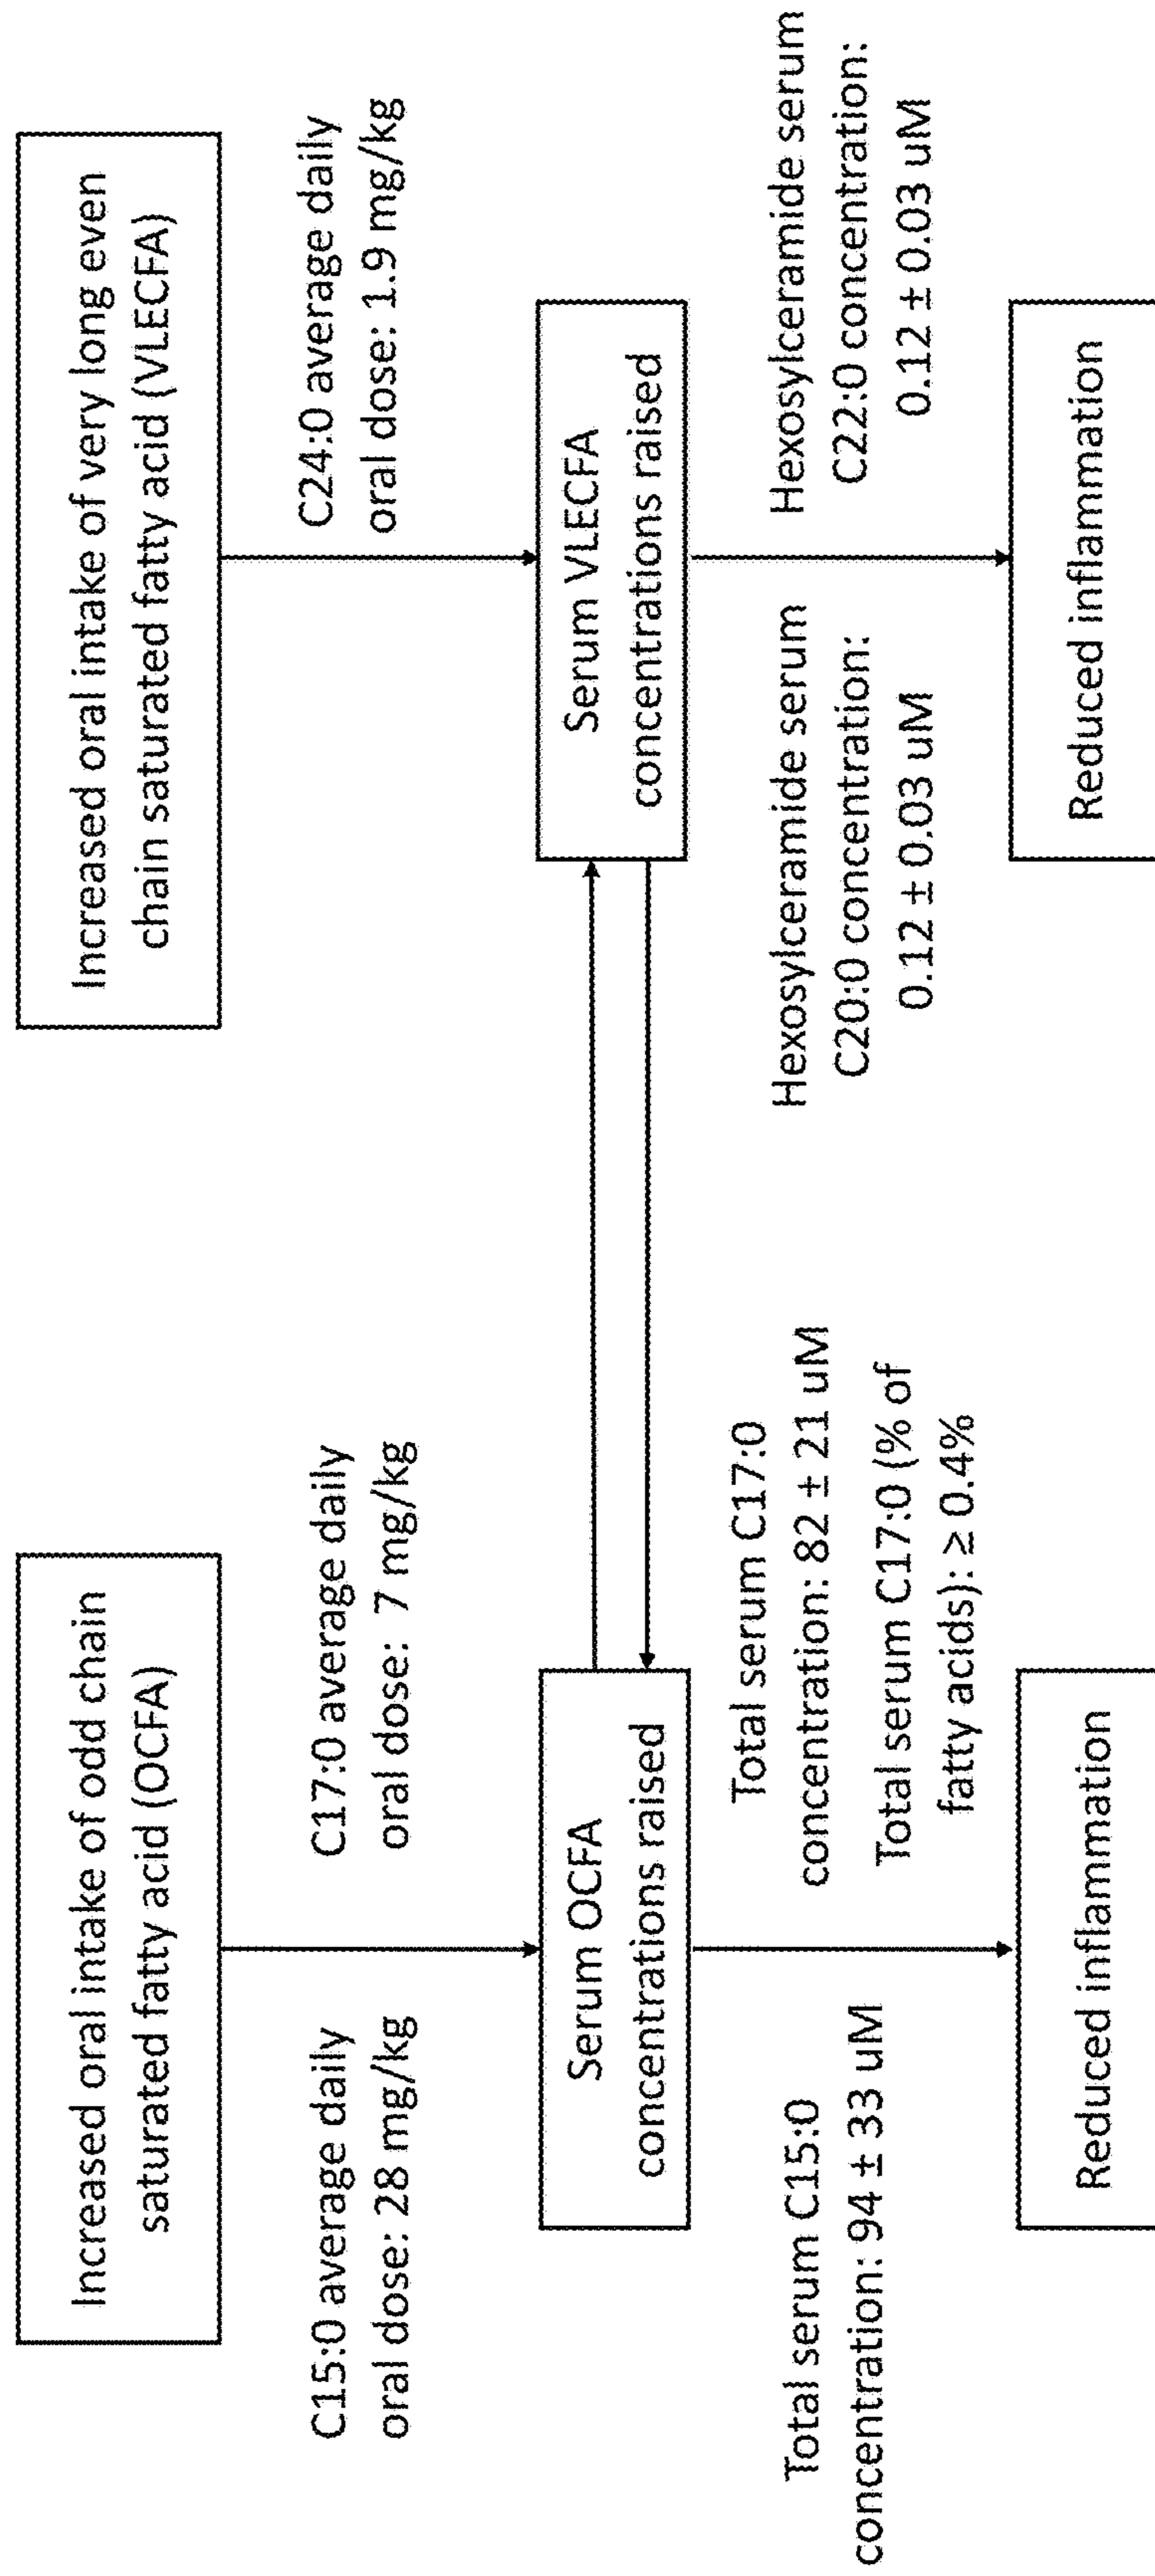 Increased oral intake of odd chain
saturated fatty acid (OCFA)
C15:0 average daily
oral dose: 28 mg/kg
C17:0 average daily
oral dose: 7 mg/kg
Serum OCFA
concentrations raised
Total serum C15:0
concentration: 94 ± 33 uM
Total serum C17:0
concentration: 82 ± 21 uM
Total serum C17:0 (% of
fatty acids): ≥ 0.4%
Reduced inflammation
Increased oral intake of very long even
chain saturated fatty acid (VLECFA)
C24:0 average daily
oral dose: 1.9 mg/kg
Serum VLECFA
concentrations raised
Hexosylceramide serum
C20:0 concentration:
0.12 ± 0.03 uM
Hexosylceramide serum
C22:0 concentration:
0.12 ± 0.03 uM
Reduced inflammation